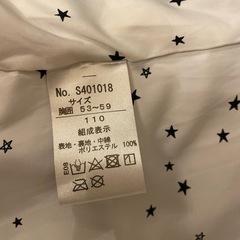 No. S401018
サイズ
胸囲 53~59
110
組成表示
表地・裏地・中綿
ポリエステル 100%
E08